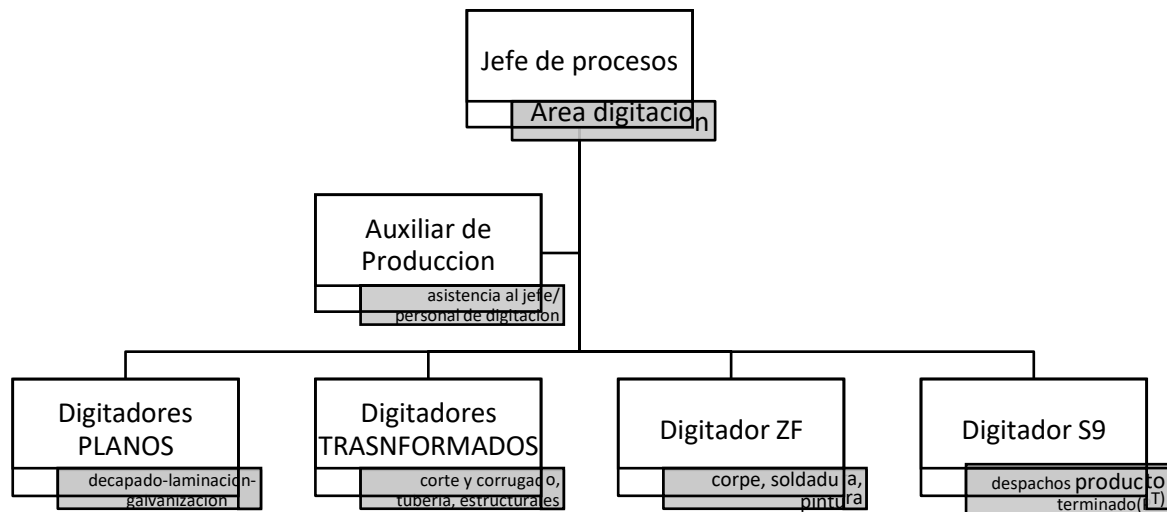 Jefe de procesos
Area digitacion
Auxiliar de
Produccion
asistencia al jefe/
personal de digitacion
Digitadores
PLANOS
decapado-laminacion-
galvanización
Digitadores
TRASNFORMADOS
corte y corrugado,
tuberia, estructurales
Digitador ZF
corpe, soldadura,
pintura
Digitador S9
despachos producto
terminado(PT)